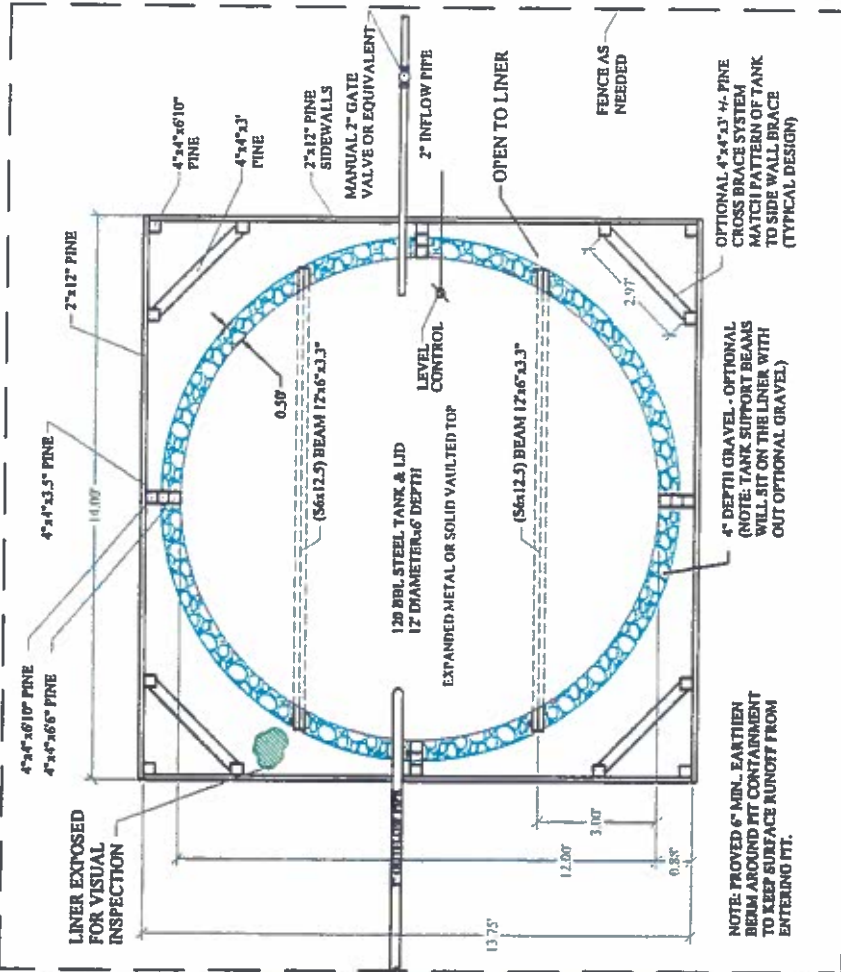 LINER EXPOSED
FOR VISUAL
INSPECTION
4"x4"x6'10" PINE
4"x4"x6'6" PINE
4"x4"x3.5" PINE
2"x12" PINE
4"x4"x6'10"
PINE
4"x4"x3'
PINE
2"x12" PINE
SIDEWALLS
MANUAL 2" GATE
VALVE OR EQUIVALENT
2" INFLOW PIPE
OPEN TO LINER
FENCE AS
NEEDED
14.00'
0.50'
(S6x12.5) BEAM 12'x6"x3.3"
LEVEL
CONTROL
120 BBL STEEL TANK & LID
12' DIAMETERx6' DEPTH
EXPANDED METAL OR SOLID VAULTED TOP
(S6x12.5) BEAM 12'x6"x3.3"
OUTFLOW PIPE
13.75'
12.00'
3.00'
0.88'
2.97'
OPTIONAL 4"x4"x3' +/- PINE
CROSS BRACE SYSTEM
MATCH PATTERN OF TANK
TO SIDE WALL BRACE
(TYPICAL DESIGN)
4" DEPTH GRAVEL - OPTIONAL
(NOTE: TANK SUPPORT BEAMS
WILL SIT ON THE LINER WITH
OUT OPTIONAL GRAVEL)
NOTE: PROVED 6" MIN. EARTHEN
BERM AROUND PIT CONTAINMENT
TO KEEP SURFACE RUNOFF FROM
ENTERING PIT.